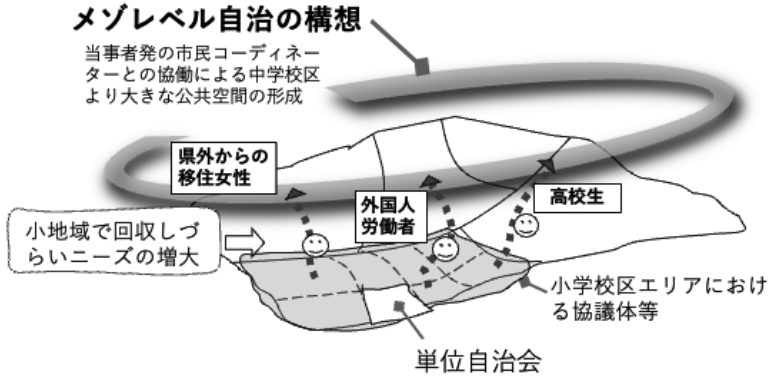 メゾレベル自治の構想
当事者発の市民コーディネー
ターとの協働による中学校区
より大きな公共空間の形成
県外からの
移住女性
外国人
労働者
高校生
小地域で回収しづ
らいニーズの増大
小学校区エリアにおけ
る協議体等
単位自治会